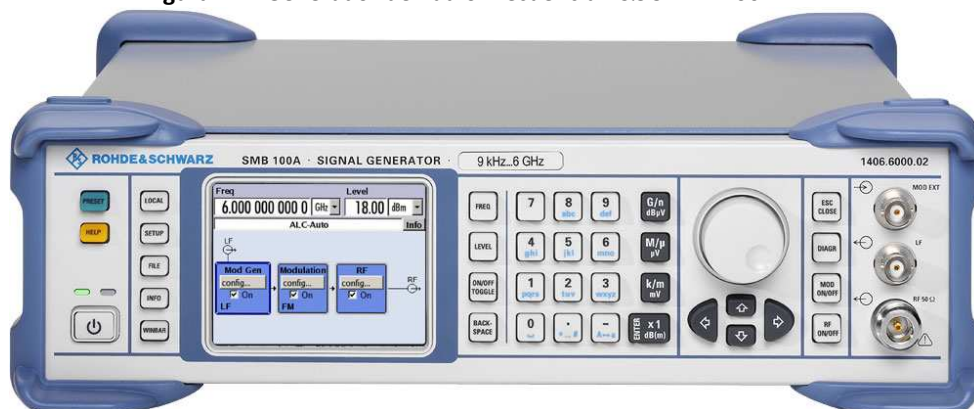 ROHDE&SCHWARZ
SMB 100A · SIGNAL GENERATOR ·
9 kHz...6 GHz
1406.6000.02
PRESET
LOCAL
HELP
SETUP
FILE
INFO
WINBAR
Freq
Level
6.000 000 000 0 GHz
18.00 dBm
ALC-Auto
Info
LF
Mod Gen
config...
On
LF
Modulation
config...
On
FM
RF
config...
On
RF
FREQ
7
8
abc
9
def
G/n
dBµV
LEVEL
4
ghi
5
jkl
6
mno
M/µ
µV
ON/OFF
TOGGLE
1
pqrs
2
tuv
3
wxyz
k/m
mV
BACK-
SPACE
0
.
*...#
–
ENTER
x1
dB(m)
ESC
CLOSE
DIAGR
MOD
ON/OFF
RF
ON/OFF
MOD EXT
LF
RF 50 Ω